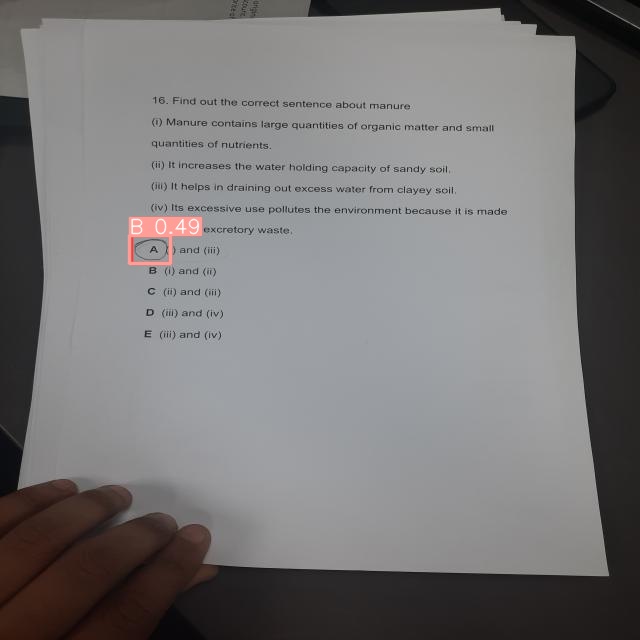 16. Find out the correct sentence about manure
(i) Manure contains large quantities of organic matter and small
quantities of nutrients.
(ii) It increases the water holding capacity of sandy soil.
(iii) It helps in draining out excess water from clayey soil.
(iv) Its excessive use pollutes the environment because it is made
B 0.49 excretory waste.
A (i) and (iii)
B (i) and (ii)
C (ii) and (iii)
D (iii) and (iv)
E (iii) and (iv)